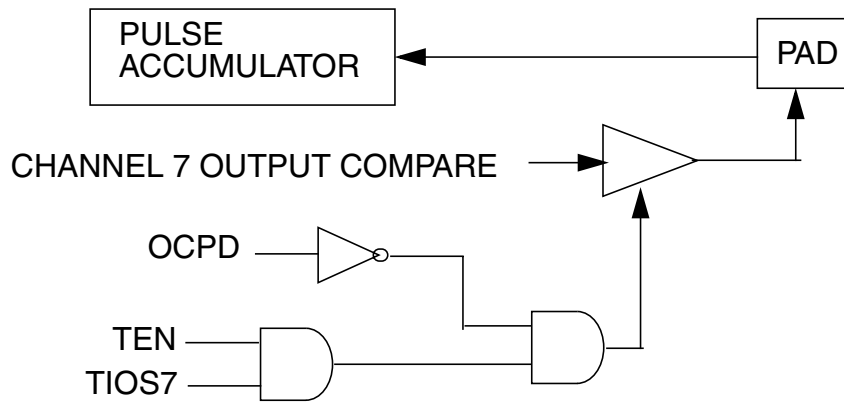 PULSE
ACCUMULATOR
PAD
CHANNEL 7 OUTPUT COMPARE
OCPD
TEN
TIOS7